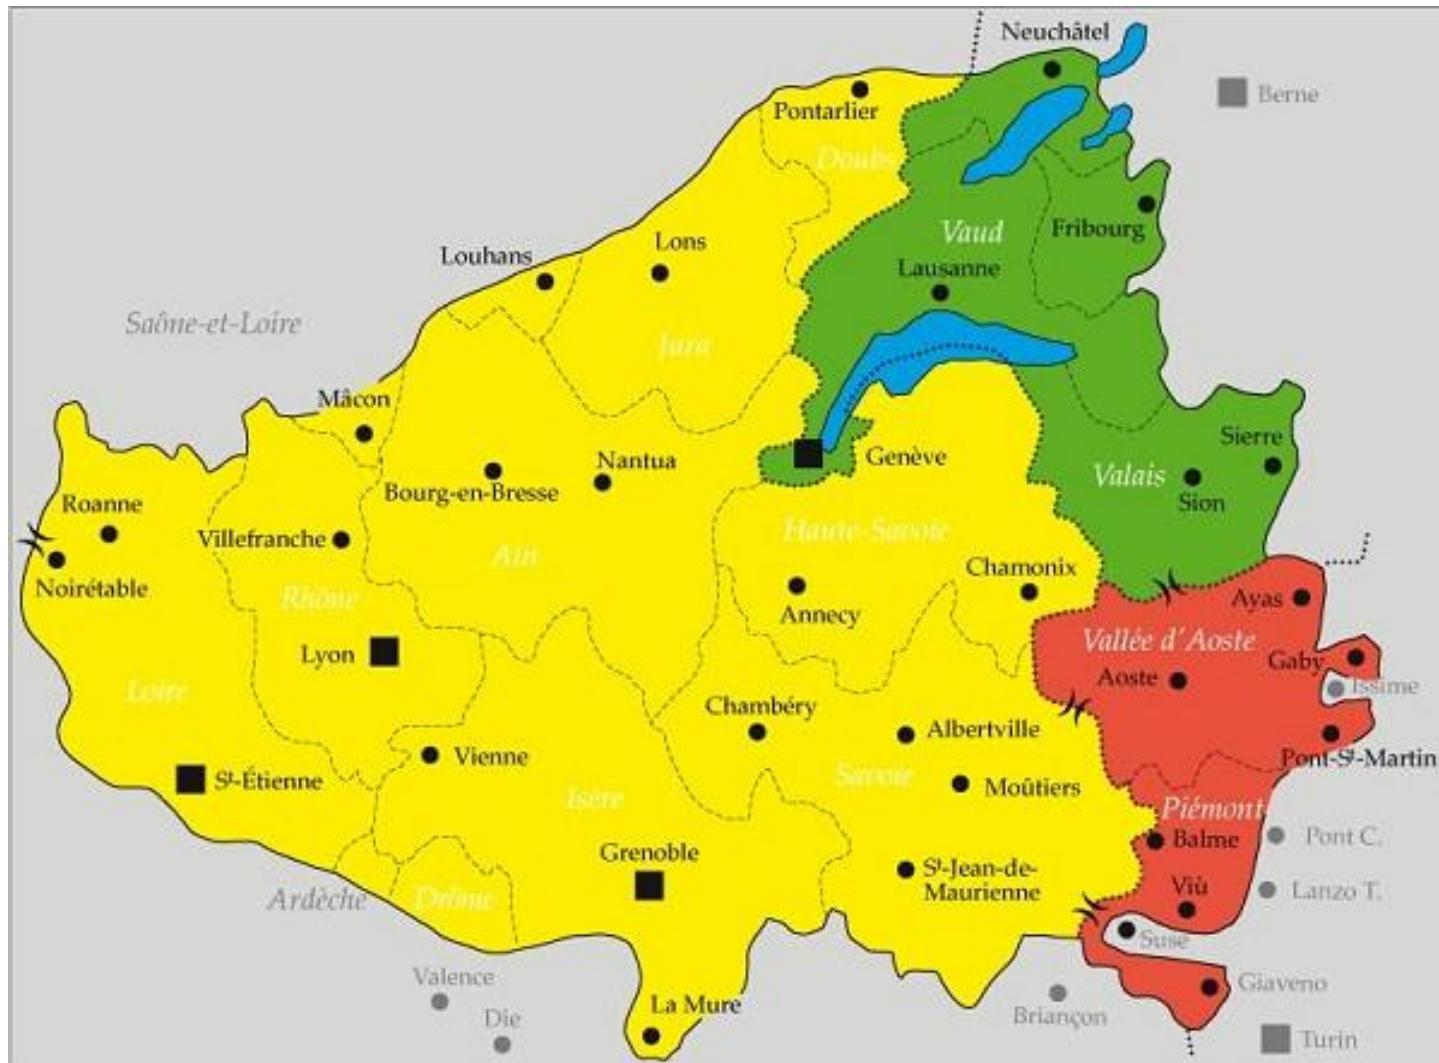 Neuchâtel
Berne
Pontarlier
Doubs
Vaud
Fribourg
Lons
Louhans
Lausanne
Saône-et-Loire
Jura
Mâcon
Sierre
Nantua
Genève
Bourg-en-Bresse
Valais
Sion
Roanne
Villefranche
Ain
Haute-Savoie
Chamonix
Noirétable
Rhône
Annecy
Ayas
Vallée d'Aoste
Lyon
Gaby
Loire
Aoste
Issime
Chambéry
Albertville
Vienne
Pont-Sᵗ-Martin
Sᵗ-Étienne
Isère
Savoie
Moûtiers
Piémont
Balme
Pont C.
Grenoble
Sᵗ-Jean-de-
Maurienne
Viù
Lanzo T.
Ardèche
Drôme
Suse
Valence
Giaveno
La Mure
Briançon
Die
Turin